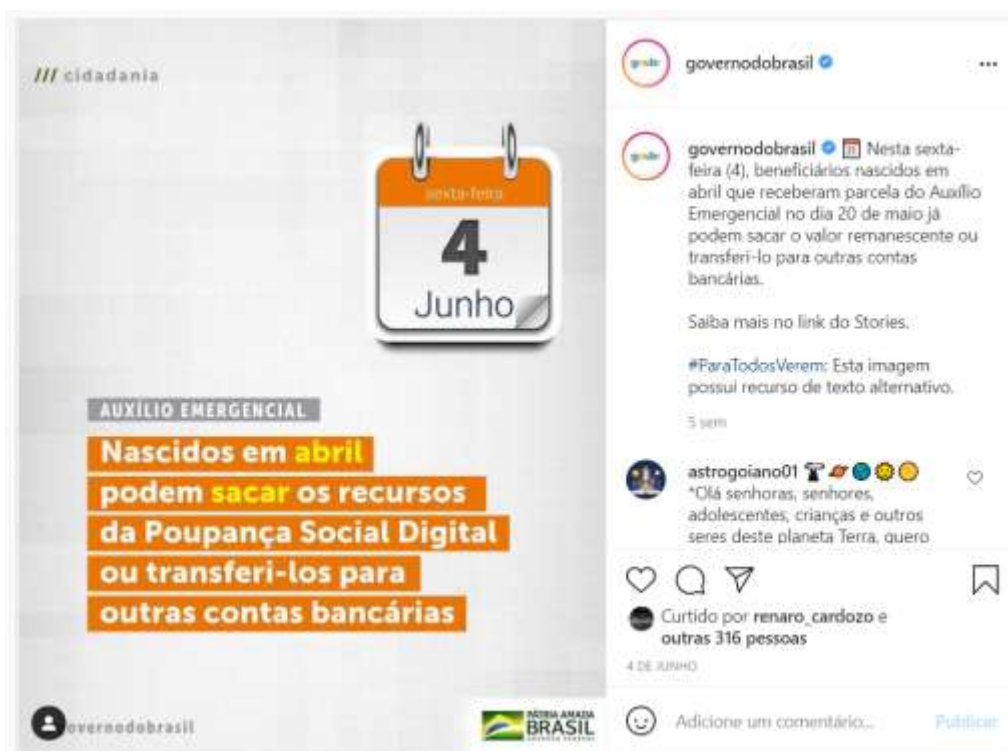 /// cidadania
sexta-feira
4
Junho
AUXÍLIO EMERGENCIAL
Nascidos em abril
podem sacar os recursos
da Poupança Social Digital
ou transferi-los para
outras contas bancárias
governodobrasil
PÁTRIA AMADA
BRASIL
GOVERNO FEDERAL
governodobrasil
governodobrasil Nesta sexta-
feira (4), beneficiários nascidos em
abril que receberam parcela do Auxílio
Emergencial no dia 20 de maio já
podem sacar o valor remanescente ou
transferi-lo para outras contas
bancárias.
Saiba mais no link do Stories.
#ParaTodosVerem: Esta imagem
possui recurso de texto alternativo.
5 sem
astrogoiano01
*Olá senhoras, senhores,
adolescentes, crianças e outros
seres deste planeta Terra, quero
Curtido por renaro_cardozo e
outras 316 pessoas
4 DE JUNHO
Adicione um comentário...
Publicar